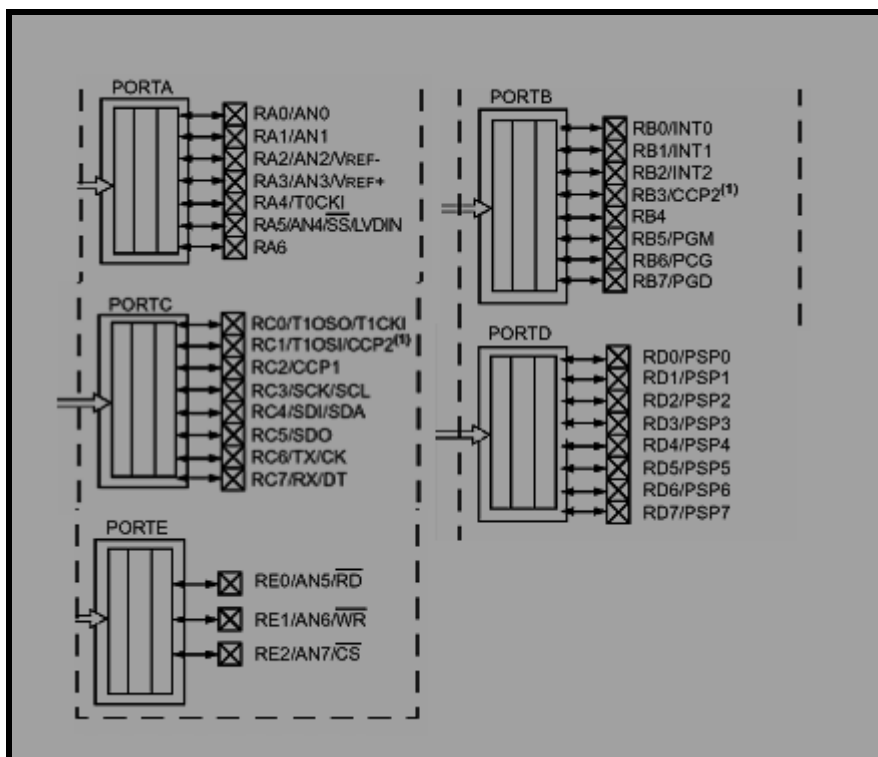 PORTA
RA0/AN0
RA1/AN1
RA2/AN2/VREF-
RA3/AN3/VREF+
RA4/T0CKI
RA5/AN4/S̅S̅/LVDIN
RA6
PORTB
RB0/INT0
RB1/INT1
RB2/INT2
RB3/CCP2(1)
RB4
RB5/PGM
RB6/PCG
RB7/PGD
PORTC
RC0/T1OSO/T1CKI
RC1/T1OSI/CCP2(1)
RC2/CCP1
RC3/SCK/SCL
RC4/SDI/SDA
RC5/SDO
RC6/TX/CK
RC7/RX/DT
PORTD
RD0/PSP0
RD1/PSP1
RD2/PSP2
RD3/PSP3
RD4/PSP4
RD5/PSP5
RD6/PSP6
RD7/PSP7
PORTE
RE0/AN5/R̅D̅
RE1/AN6/W̅R̅
RE2/AN7/C̅S̅